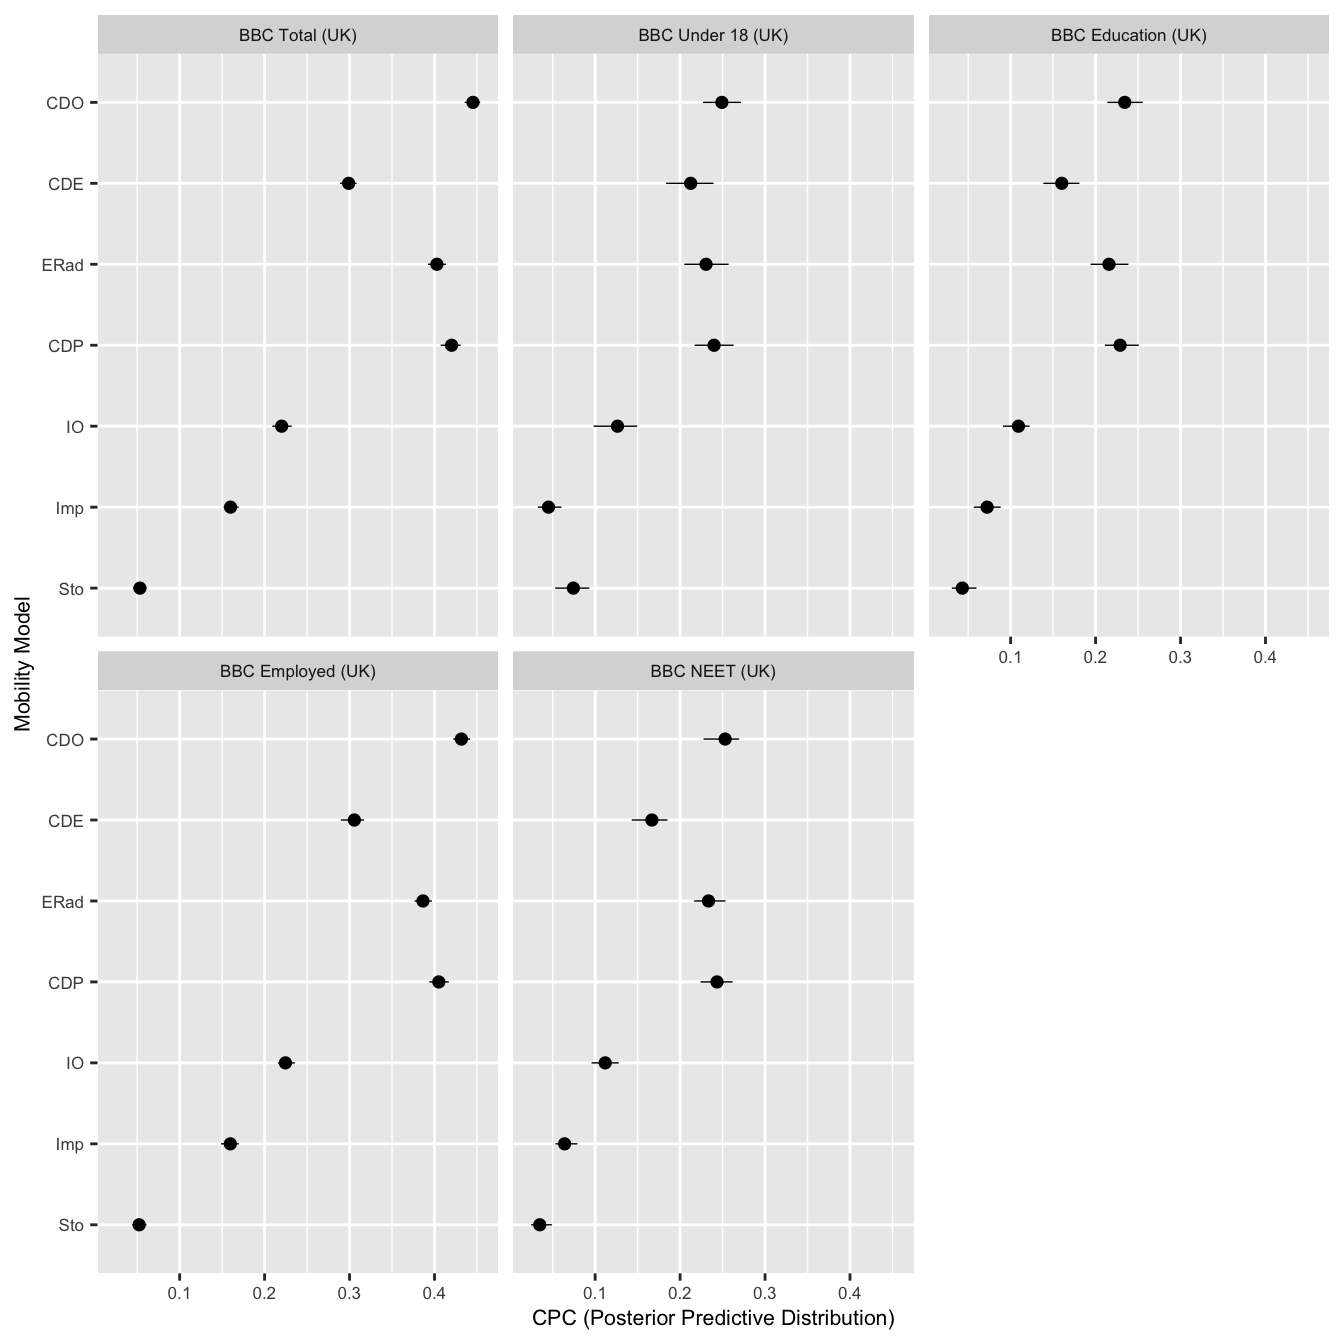 BBC Total (UK)
BBC Under 18 (UK)
BBC Education (UK)
CDO
CDE
ERad
CDP
IO
Imp
Sto
0.1 0.2 0.3 0.4
Mobility Model
BBC Employed (UK)
BBC NEET (UK)
CDO
CDE
ERad
CDP
IO
Imp
Sto
0.1 0.2 0.3 0.4
0.1 0.2 0.3 0.4
CPC (Posterior Predictive Distribution)